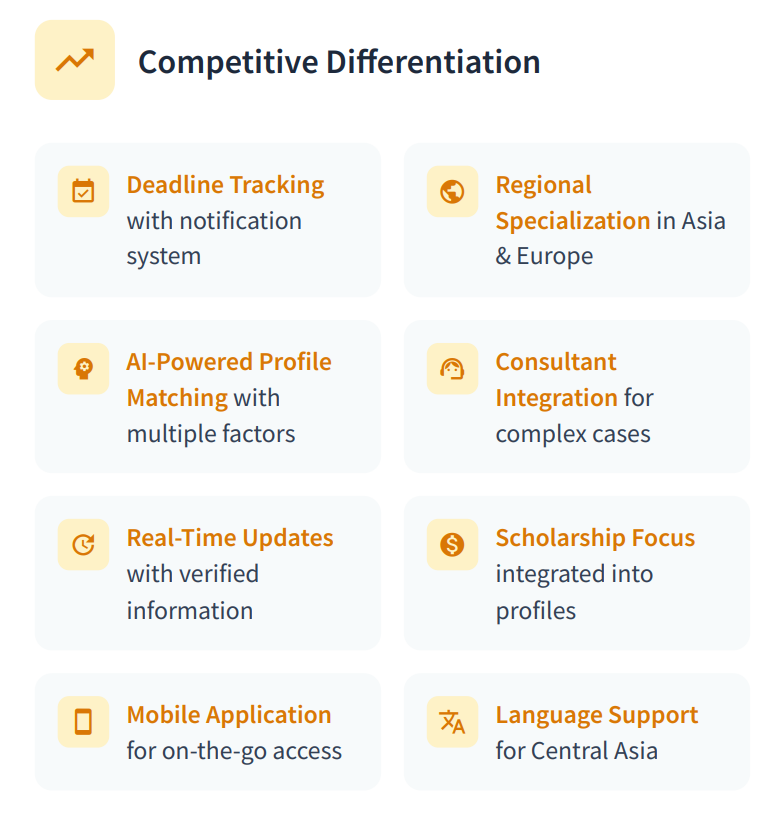 Competitive Differentiation
Deadline Tracking
with notification
system
Regional
Specialization in Asia
& Europe
AI-Powered Profile
Matching with
multiple factors
Consultant
Integration for
complex cases
Real-Time Updates
with verified
information
Scholarship Focus
integrated into
profiles
Mobile Application
for on-the-go access
Language Support
for Central Asia